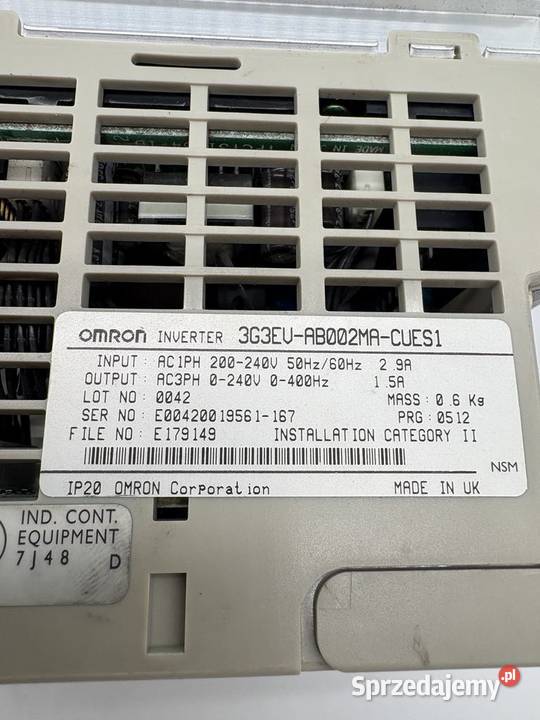 MADE IN
OMRON INVERTER 3G3EV-AB002MA-CUES1
INPUT : AC1PH 200-240V 50Hz/60Hz 2.9A
OUTPUT : AC3PH 0-240V 0-400Hz 1.5A
LOT NO : 0042 MASS : 0.6 Kg
SER NO : E00420019561-167 PRG : 0512
FILE NO : E179149 INSTALLATION CATEGORY II
NSM
IP20 OMRON Corporation MADE IN UK
IND. CONT.
EQUIPMENT
7J48 D
Sprzedajemy.pl